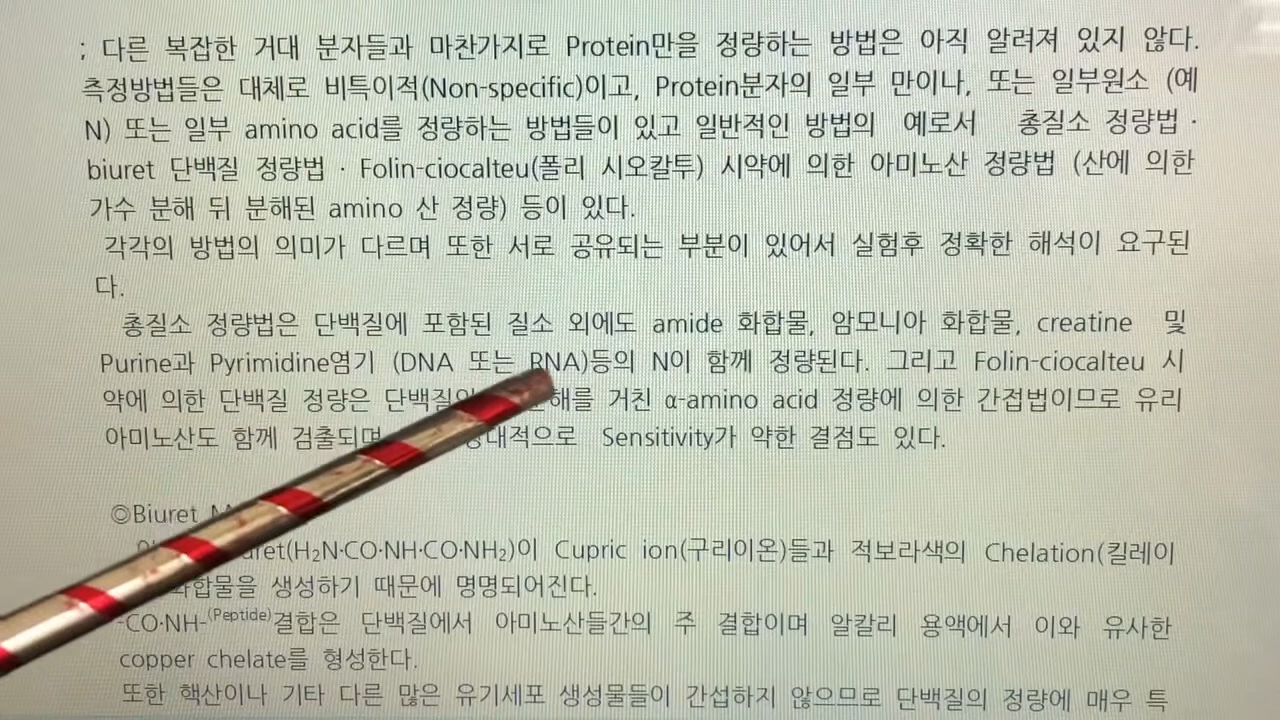 ; 다른 복잡한 거대 분자들과 마찬가지로 Protein만을 정량하는 방법은 아직 알려져 있지 않다.
측정방법들은 대체로 비특이적(Non-specific)이고, Protein분자의 일부 만이나, 또는 일부원소 (예
N) 또는 일부 amino acid를 정량하는 방법들이 있고 일반적인 방법의 예로서 총질소 정량법 ·
biuret 단백질 정량법 · Folin-ciocalteu(폴리 시오칼투) 시약에 의한 아미노산 정량법 (산에 의한
가수 분해 뒤 분해된 amino 산 정량) 등이 있다.
각각의 방법의 의미가 다르며 또한 서로 공유되는 부분이 있어서 실험후 정확한 해석이 요구된
다.
총질소 정량법은 단백질에 포함된 질소 외에도 amide 화합물, 암모니아 화합물, creatine 및
Purine과 Pyrimidine염기 (DNA 또는 RNA)등의 N이 함께 정량된다. 그리고 Folin-ciocalteu 시
약에 의한 단백질 정량은 거친 α-amino acid 정량에 의한 간접법이므로 유리
아미노산도 함께 Sensitivity가 약한 결점도 있다.
◎Biuret
(H₂N·CO·NH·CO·NH₂)이 Cupric ion(구리이온)들과 적보라색의 Chelation(킬레이
생성하기 때문에 명명되어진다.
-CO·NH-(Peptide)결합은 단백질에서 아미노산들간의 주 결합이며 알칼리 용액에서 이와 유사한
copper chelate를 형성한다.
또한 핵산이나 기타 다른 많은 유기세포 생성물들이 간섭하지 않으므로 단백질의 정량에 매우 특